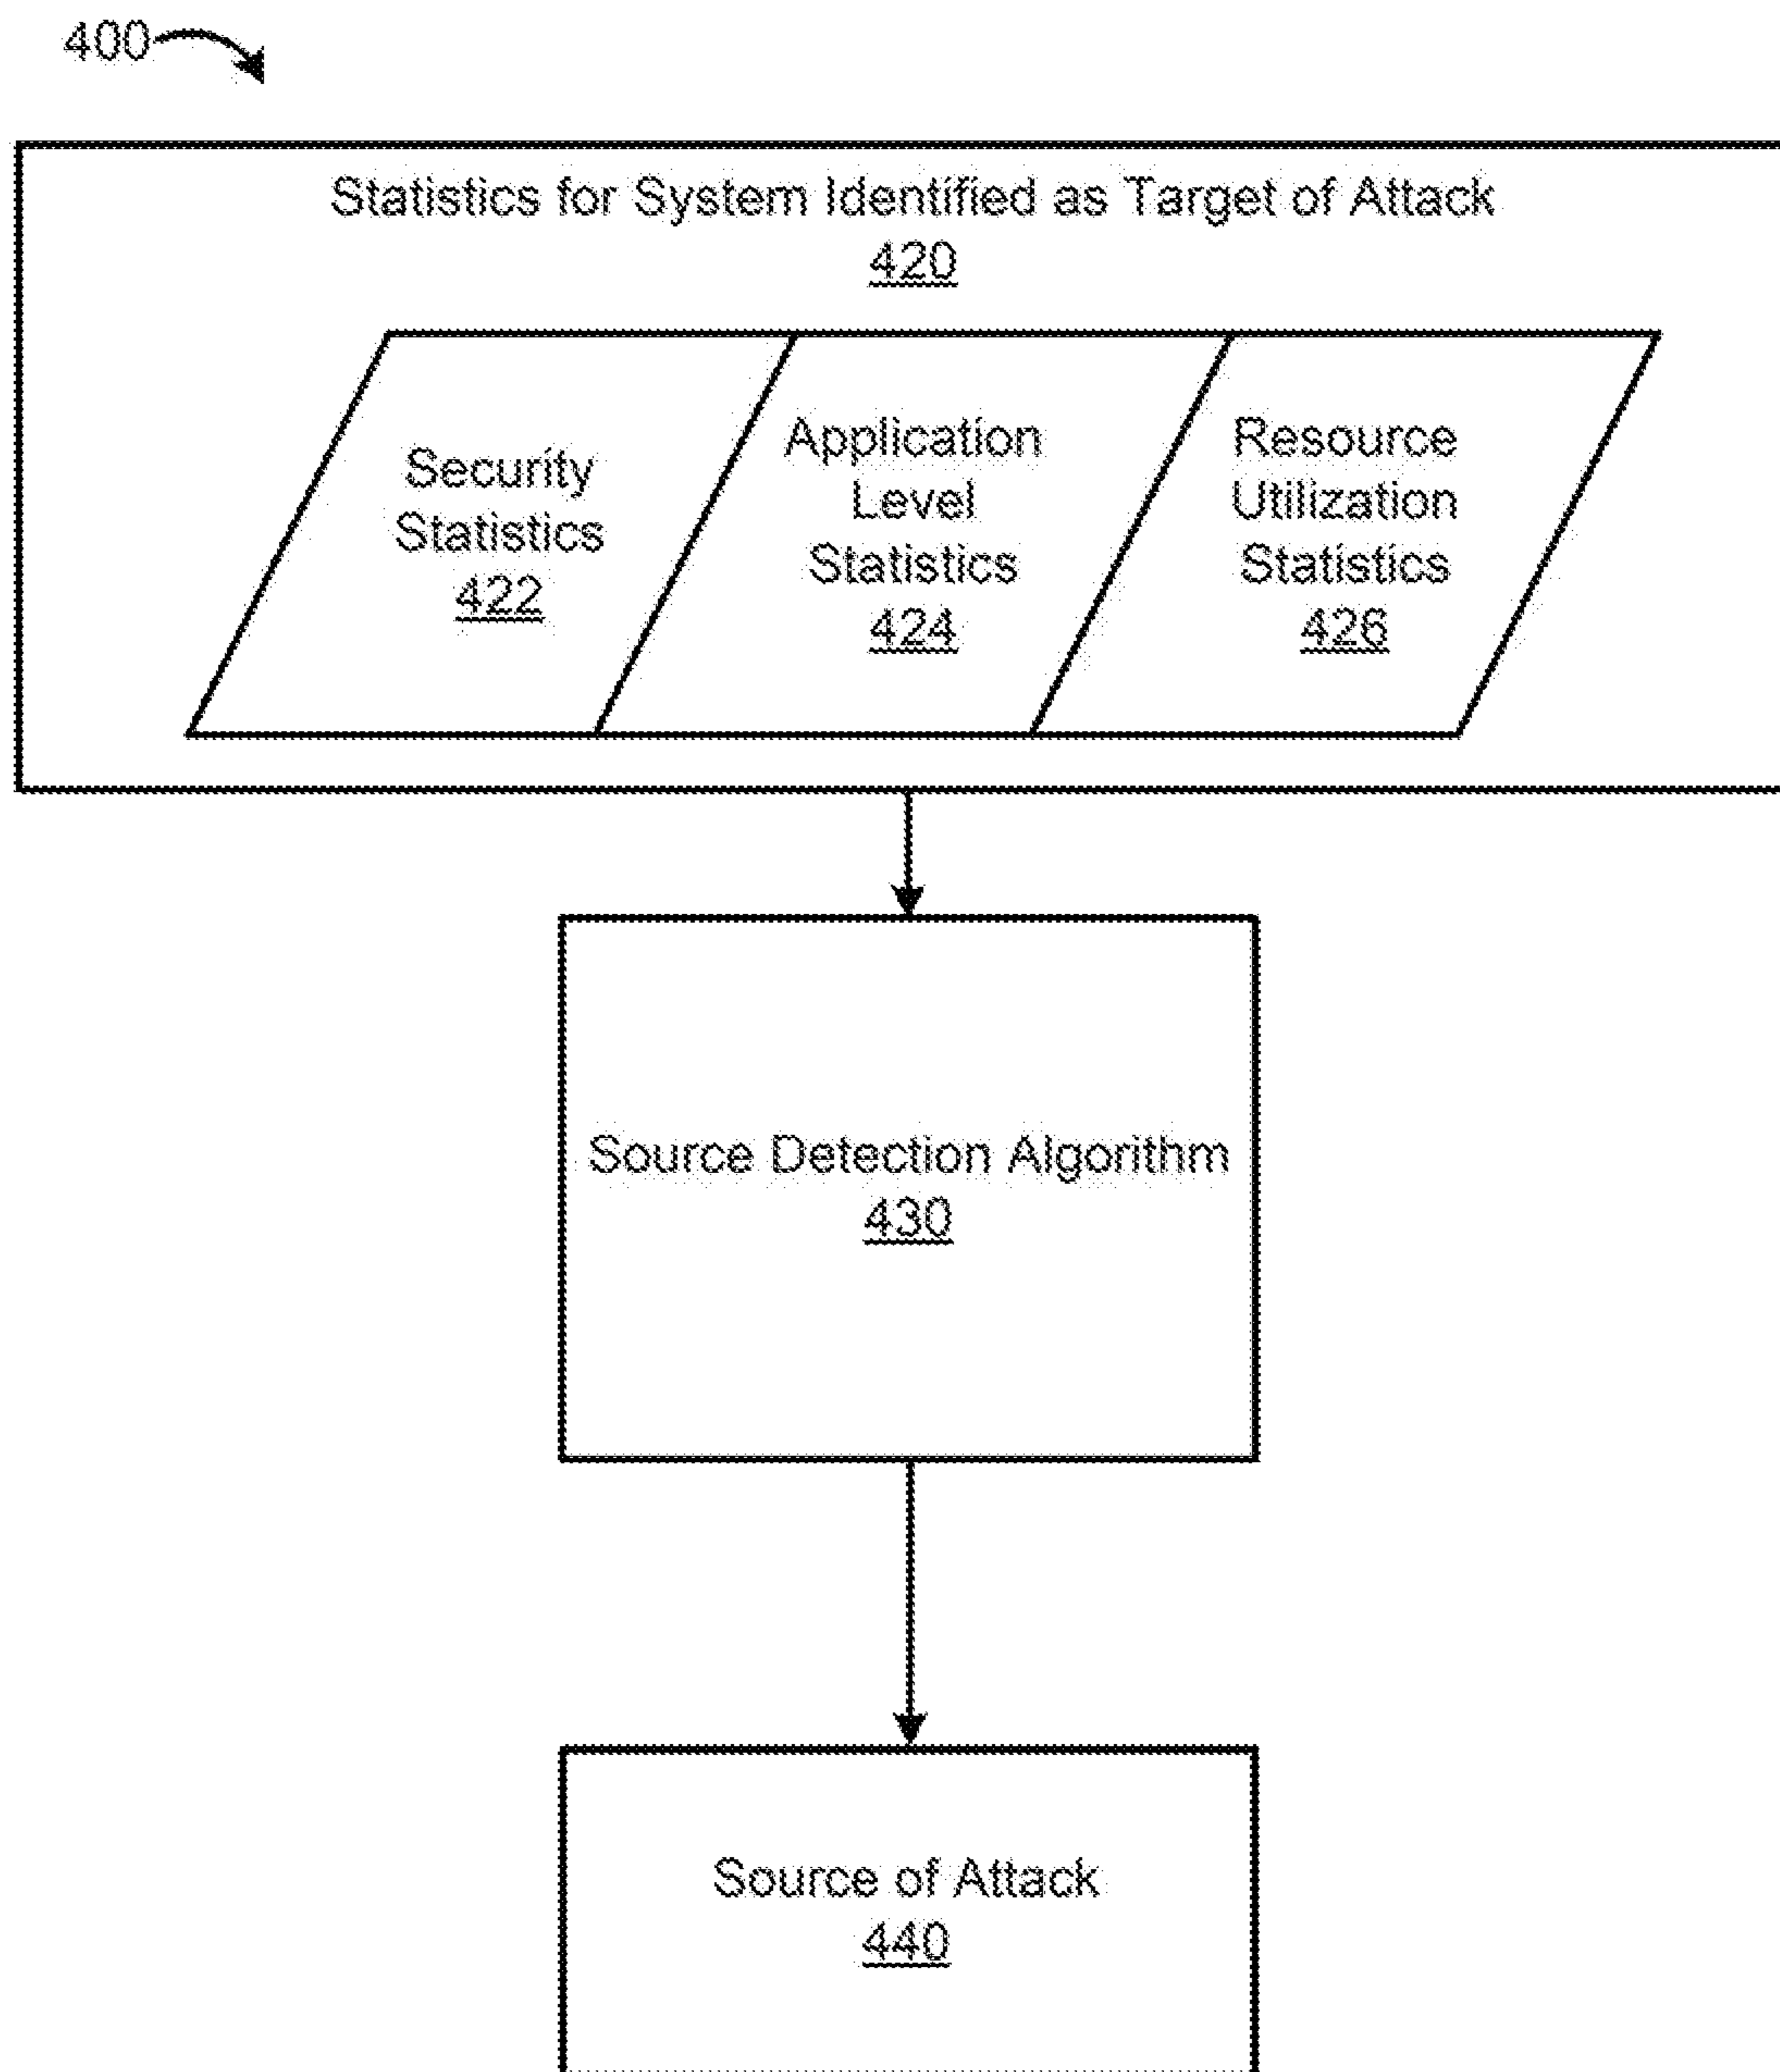 400
Statistics for System Identified as Target of Attack
420
Security
Statistics
422
Application
Level
Statistics
424
Resource
Utilization
Statistics
426
Source Detection Algorithm
430
Source of Attack
440